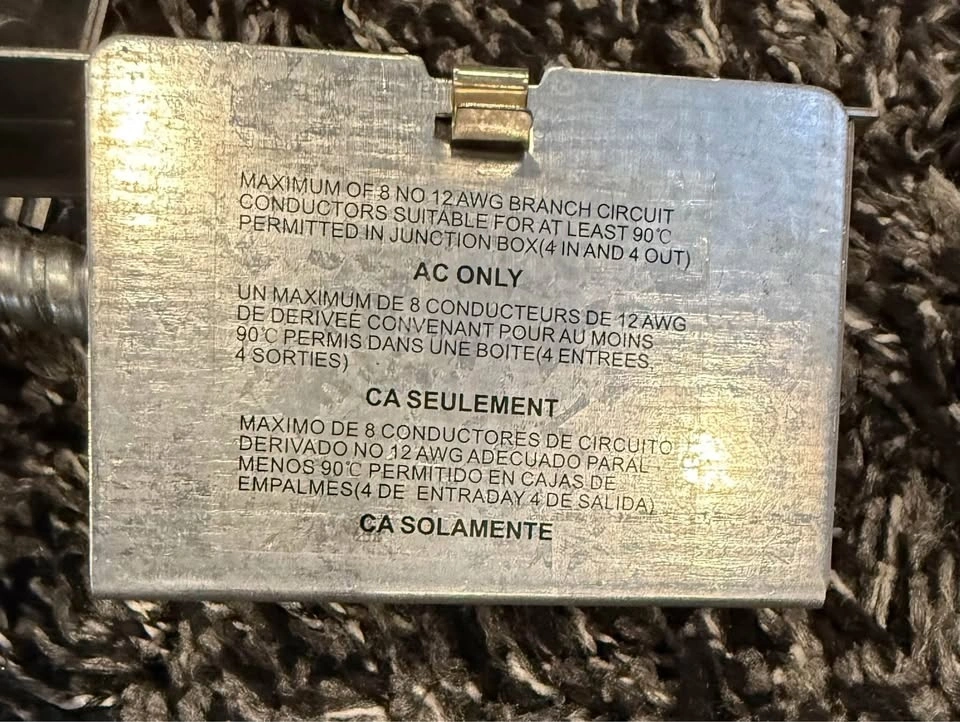 MAXIMUM OF 8 NO 12 AWG BRANCH CIRCUIT
CONDUCTORS SUITABLE FOR AT LEAST 90℃
PERMITTED IN JUNCTION BOX(4 IN AND 4 OUT)
AC ONLY
UN MAXIMUM DE 8 CONDUCTEURS DE 12 AWG
DE DERIVEÉ CONVENANT POUR AU MOINS
90℃ PERMIS DANS UNE BOITE(4 ENTREES.
4 SORTIES)
CA SEULEMENT
MAXIMO DE 8 CONDUCTORES DE CIRCUITO
DERIVADO NO 12 AWG ADECUADO PARAL
MENOS 90℃ PERMITIDO EN CAJAS DE
EMPALMES(4 DE ENTRADAY 4 DE SALIDA)
CA SOLAMENTE